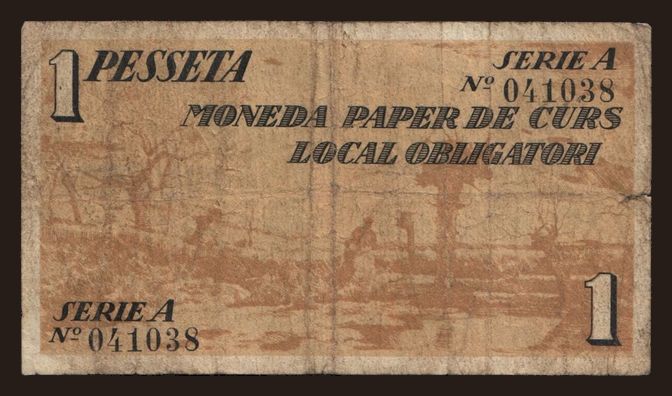 1 PESSETA
SERIE A
Nº 041038
MONEDA PAPER DE CURS
LOCAL OBLIGATORI
SERIE A
Nº 041038
1